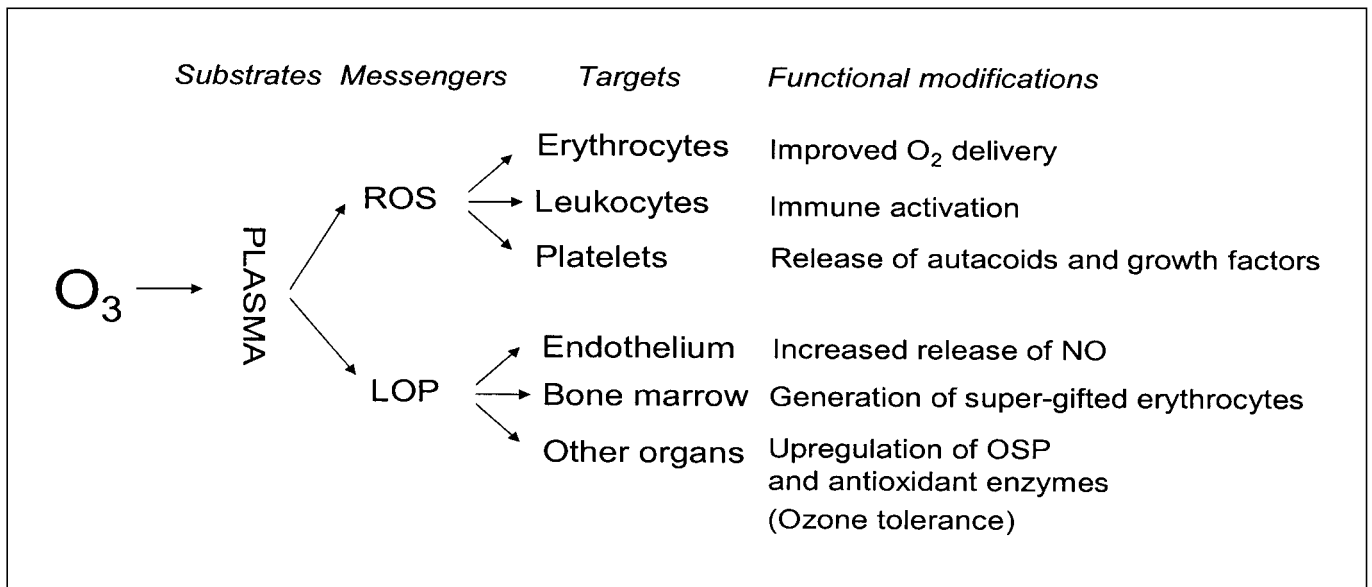 Substrates Messengers Targets Functional modifications
Erythrocytes Improved O₂ delivery
ROS Leukocytes Immune activation
Platelets Release of autacoids and growth factors
O₃ PLASMA
Endothelium Increased release of NO
LOP Bone marrow Generation of super-gifted erythrocytes
Other organs Upregulation of OSP
and antioxidant enzymes
(Ozone tolerance)